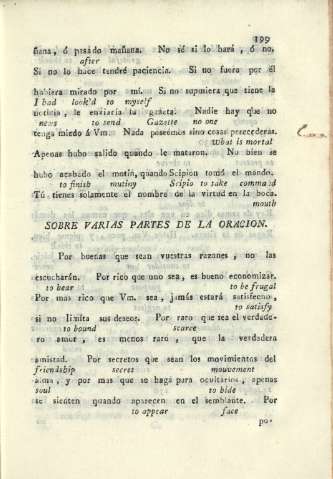 199
ñana, ó pasado mañana. No sé si lo hará, ó no,
after
Si no lo hace tendré paciencia. Si no fuera por él
hubiera mirado por mí. Si no supusiera que tiene la
I had look'd to myself
noticia, le enviaria la gaceta. Nadie hay que no
news to send Gazette no one
tenga miedo á Vm. Nada poseémos sino cosas perecederas.
what is mortal
Apenas hubo salido quando le mataron. No bien se
hubo acabado el motin, quando Scipion tomó el mando.
to finish mutiny Scipio to take command
Tú tienes solamente el nombre de la virtud en la boca.
mouth
SOBRE VARIAS PARTES DE LA ORACION.
Por buenas que sean vuestras razones, no las
escucharán. Por rico que uno sea, es bueno economizar.
to hear to be frugal
Por mas rico que Vm. sea, jamás estará satisfecho,
to satisfy
si no limita sus deseos. Por raro que sea el verdade-
to bound scarce
ro amor, es menos raro, que la verdadera
amistad. Por secretos que sean los movimientos del
friendship secret mouvement
alma, y por mas que se haga para ocultarlos, apenas
soul to hide
se sienten quando aparecen en el semblante. Por
to appear face
po-